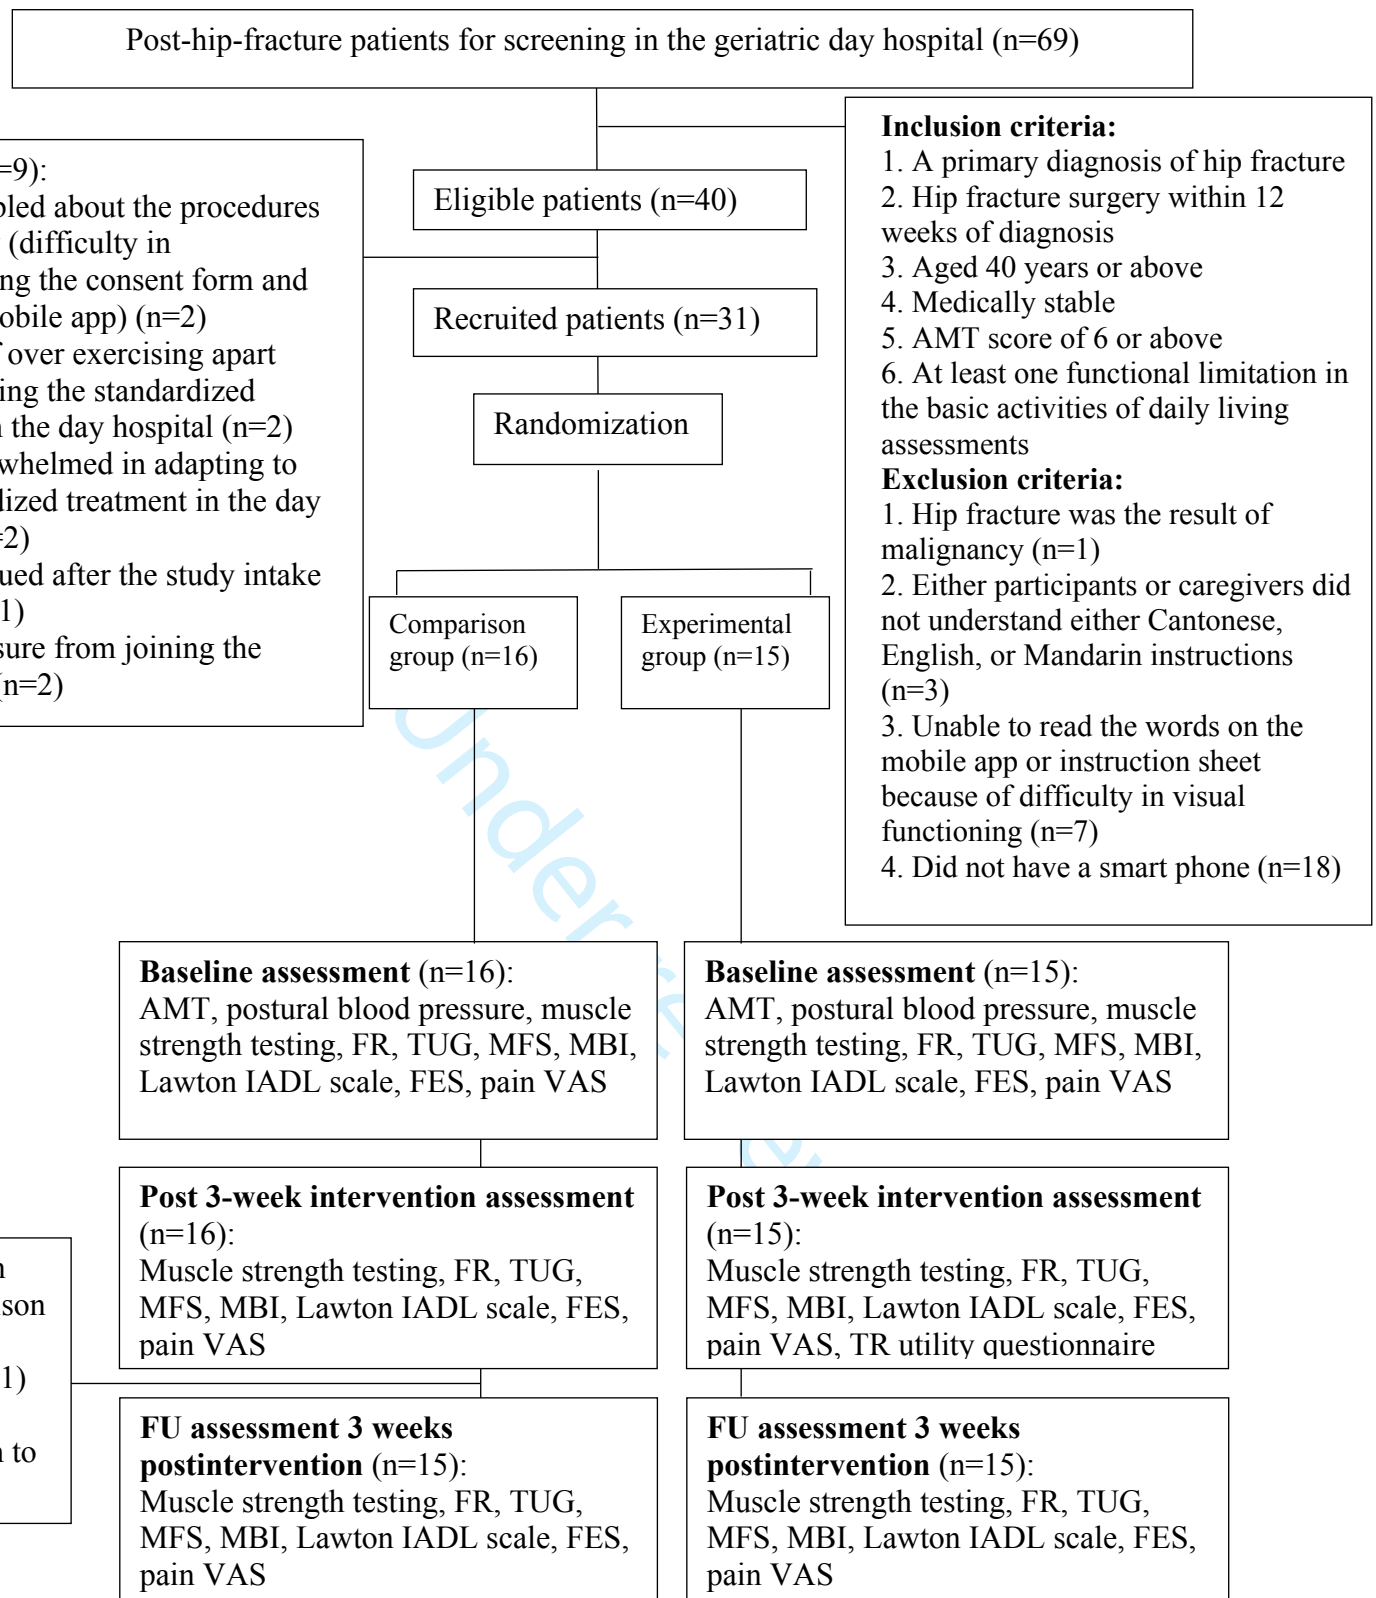 Post-hip-fracture patients for screening in the geriatric day hospital (n=69)
Inclusion criteria:
1. A primary diagnosis of hip fracture
2. Hip fracture surgery within 12
weeks of diagnosis
3. Aged 40 years or above
4. Medically stable
5. AMT score of 6 or above
6. At least one functional limitation in
the basic activities of daily living
assessments
Exclusion criteria:
1. Hip fracture was the result of
malignancy (n=1)
2. Either participants or caregivers did
not understand either Cantonese,
English, or Mandarin instructions
(n=3)
3. Unable to read the words on the
mobile app or instruction sheet
because of difficulty in visual
functioning (n=7)
4. Did not have a smart phone (n=18)
Eligible patients (n=40)
=9):
about the procedures
(difficulty in
the consent form and
app) (n=2)
over exercising apart
the standardized
the day hospital (n=2)
in adapting to
treatment in the day
=2)
after the study intake
1)
from joining the
(n=2)
Recruited patients (n=31)
Randomization
Comparison
group (n=16)
Experimental
group (n=15)
Under re
Baseline assessment (n=16):
AMT, postural blood pressure, muscle
strength testing, FR, TUG, MFS, MBI,
Lawton IADL scale, FES, pain VAS
Baseline assessment (n=15):
AMT, postural blood pressure, muscle
strength testing, FR, TUG, MFS, MBI,
Lawton IADL scale, FES, pain VAS
Post 3-week intervention assessment
(n=16):
Muscle strength testing, FR, TUG,
MFS, MBI, Lawton IADL scale, FES,
pain VAS
Post 3-week intervention assessment
(n=15):
Muscle strength testing, FR, TUG,
MFS, MBI, Lawton IADL scale, FES,
pain VAS, TR utility questionnaire
1)
to
FU assessment 3 weeks
postintervention (n=15):
Muscle strength testing, FR, TUG,
MFS, MBI, Lawton IADL scale, FES,
pain VAS
FU assessment 3 weeks
postintervention (n=15):
Muscle strength testing, FR, TUG,
MFS, MBI, Lawton IADL scale, FES,
pain VAS